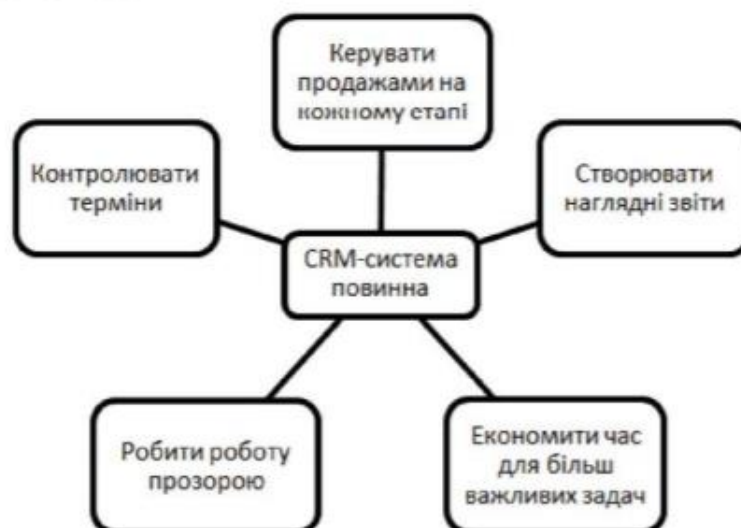 Керувати
продажами на
кожному етапі
Контролювати
терміни
Створювати
наглядні звіти
CRM-система
повинна
Робити роботу
прозорою
Економити час
для більш
важливих задач